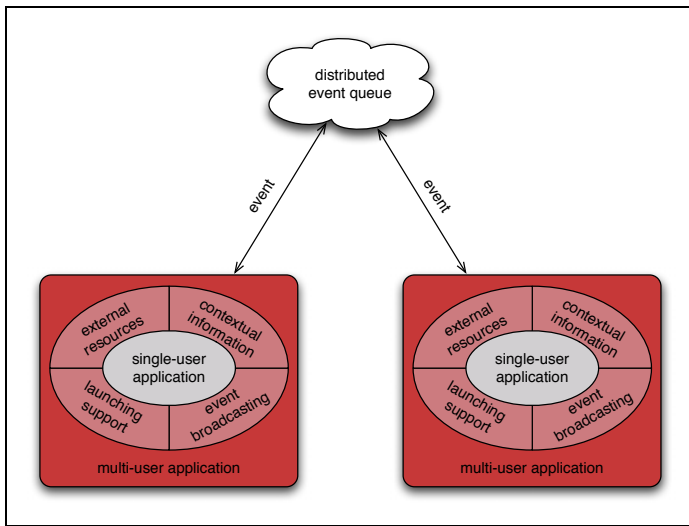 distributed
event queue
event
event
external
resources
contextual
information
single-user
application
launching
support
event
broadcasting
multi-user application
external
resources
contextual
information
single-user
application
launching
support
event
broadcasting
multi-user application